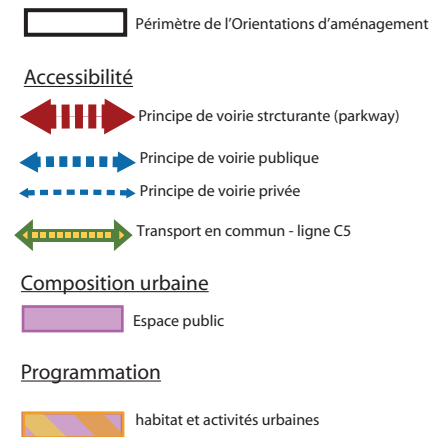 Périmètre de l'Orientations d'aménagement
Accessibilité
Principe de voirie strcturante (parkway)
Principe de voirie publique
Principe de voirie privée
Transport en commun - ligne C5
Composition urbaine
Espace public
Programmation
habitat et activités urbaines